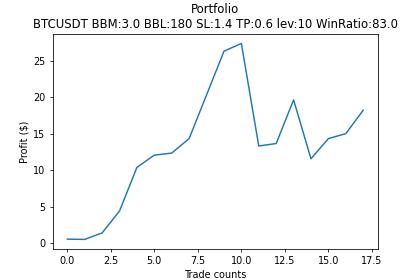 Portfolio
BTCUSDT BBM:3.0 BBL:180 SL:1.4 TP:0.6 lev:10 WinRatio:83.0
25
20
15
10
5
0
Profit ($)
0.0 2.5 5.0 7.5 10.0 12.5 15.0 17.5
Trade counts